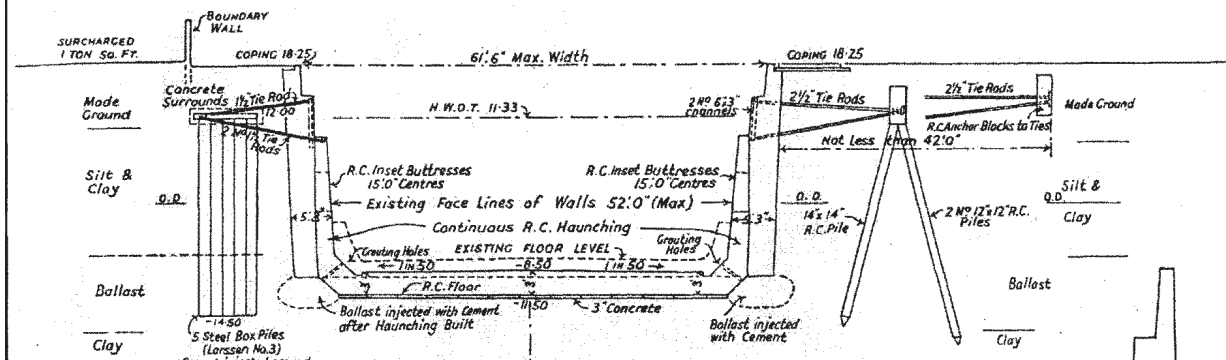 BOUNDARY
WALL
SURCHARGED
1 TON SQ. FT.
COPING 18·25
61'·6" Max. Width
COPING 18·25
Concrete
Surrounds
1½" Tie Rods
12·00
2 No 1½" Tie
Rods
Made
Ground
H.W.O.T. 11·33
2 No 6"×3"
channels
2½" Tie Rods
2½" Tie Rods
Made Ground
R.C. Anchor Blocks to Ties
Not Less than 42'·0"
Silt &
Clay
O.D.
R.C. Inset Buttresses
15'·0" Centres
R.C. Inset Buttresses
15'·0" Centres
5'·3"
Existing Face Lines of Walls 52'·0" (Max)
5'·3"
O.D.
14"×14"
R.C. Pile
2 No 12"×12" R.C.
Piles
O.D.
Silt &
Clay
Continuous R.C. Haunching
Grouting Holes
EXISTING FLOOR LEVEL
Grouting
Holes
1 IN 50
-8·50
1 IN 50
Ballast
R.C. Floor
-11·50
3" Concrete
Ballast injected with Cement
after Haunching Built
Ballast injected
with Cement
Ballast
-14·50
5 Steel Box Piles
(Larssen No. 3)
Clay
Clay